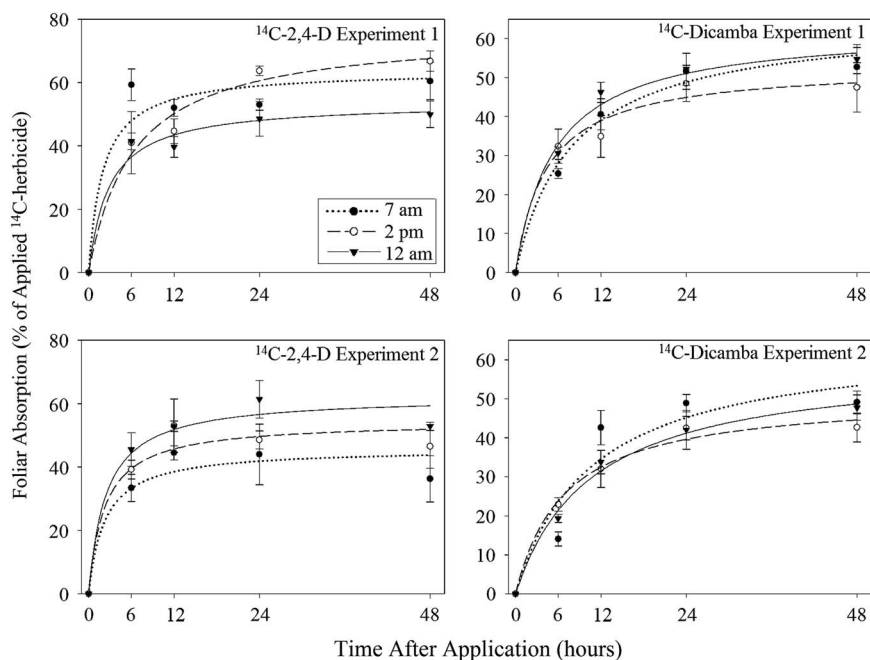 Foliar Absorption (% of Applied ¹⁴C-herbicide)
¹⁴C-2,4-D Experiment 1
80
60
40
20
0
0 6 12 24 48
7 am
2 pm
12 am
¹⁴C-Dicamba Experiment 1
60
50
40
30
20
10
0
0 6 12 24 48
¹⁴C-2,4-D Experiment 2
80
60
40
20
0
0 6 12 24 48
¹⁴C-Dicamba Experiment 2
60
50
40
30
20
10
0
0 6 12 24 48
Time After Application (hours)